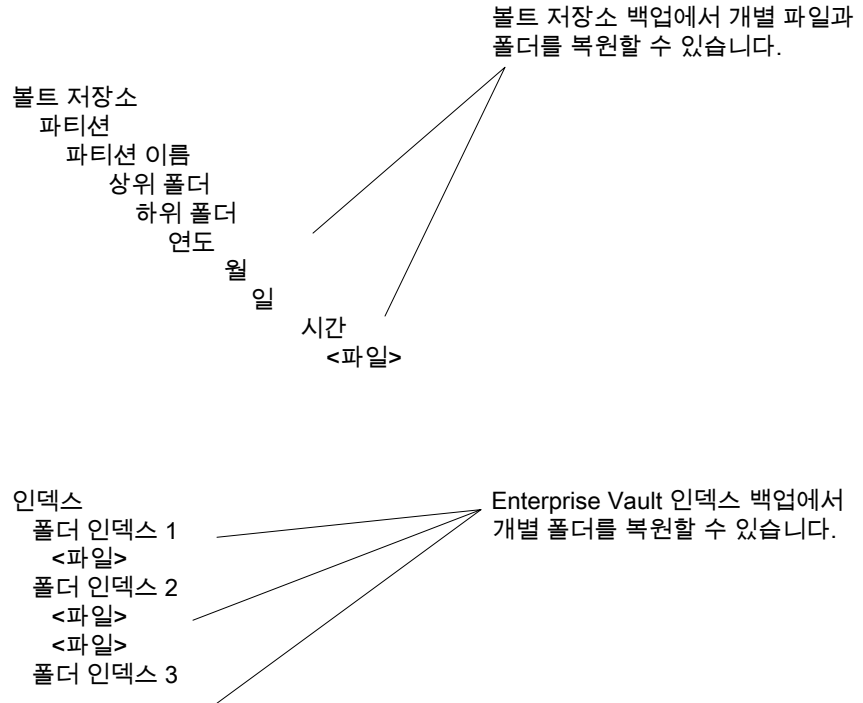 볼트 저장소 백업에서 개별 파일과
폴더를 복원할 수 있습니다.
볼트 저장소
파티션
파티션 이름
상위 폴더
하위 폴더
연도
월
일
시간
<파일>
인덱스
폴더 인덱스 1
<파일>
폴더 인덱스 2
<파일>
<파일>
폴더 인덱스 3
Enterprise Vault 인덱스 백업에서
개별 폴더를 복원할 수 있습니다.